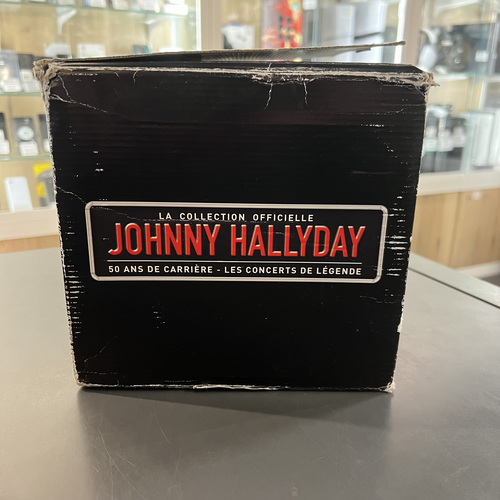 LA COLLECTION OFFICIELLE
JOHNNY HALLYDAY
50 ANS DE CARRIÈRE - LES CONCERTS DE LÉGENDE